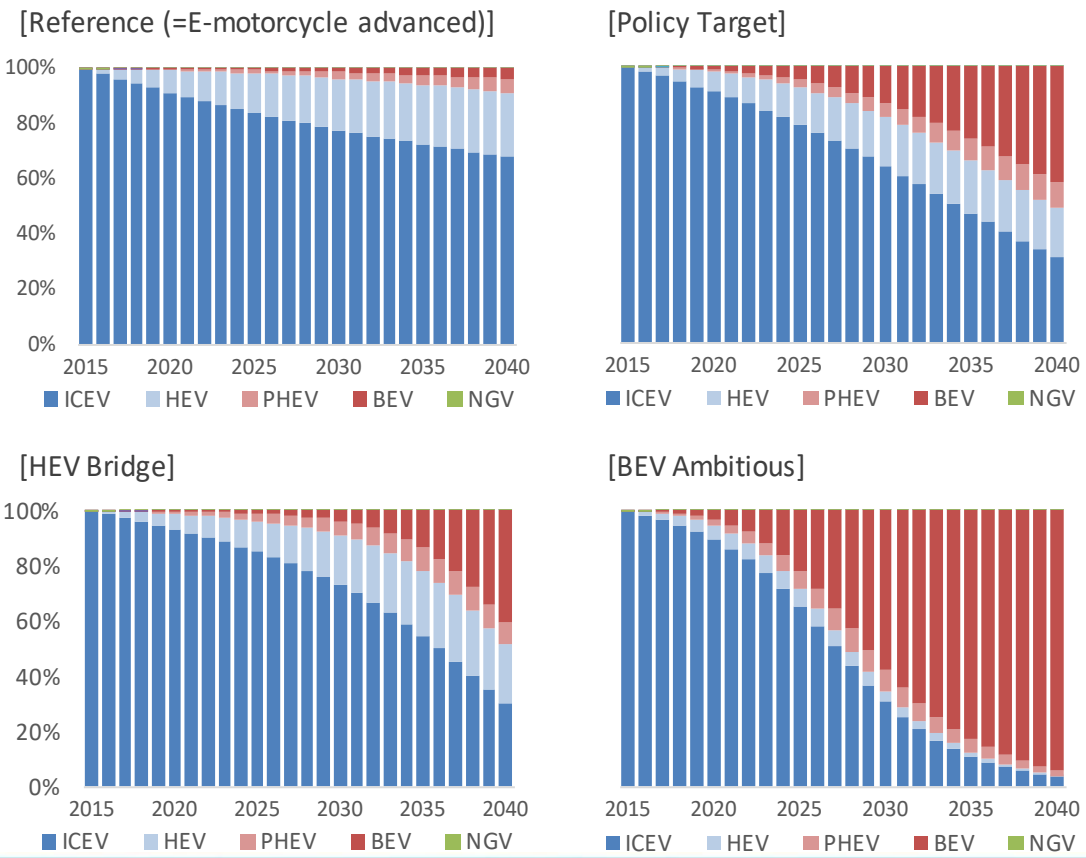 [Reference (=E-motorcycle advanced)]
100%
80%
60%
40%
20%
0%
2015 2020 2025 2030 2035 2040
ICEV HEV PHEV BEV NGV
[Policy Target]
2015 2020 2025 2030 2035 2040
ICEV HEV PHEV BEV NGV
[HEV Bridge]
100%
80%
60%
40%
20%
0%
2015 2020 2025 2030 2035 2040
ICEV HEV PHEV BEV NGV
[BEV Ambitious]
2015 2020 2025 2030 2035 2040
ICEV HEV PHEV BEV NGV